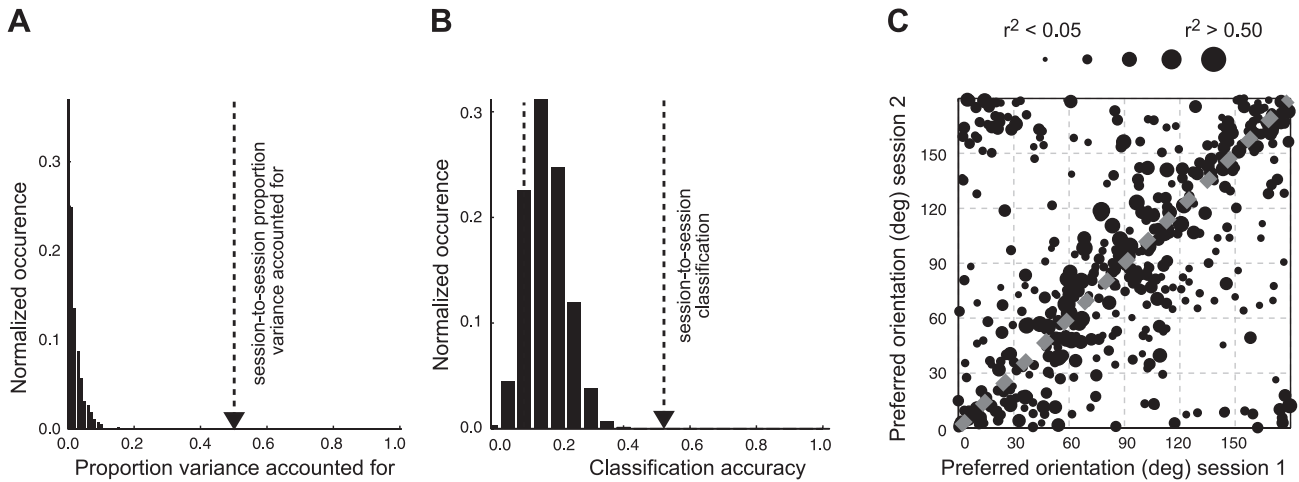 A
Normalized occurence
0.3
0.2
0.1
0.0
0.0 0.2 0.4 0.6 0.8 1.0
Proportion variance accounted for
session-to-session proportion
variance accounted for
B
Normalized occurence
0.3
0.2
0.1
0.0
0.0 0.2 0.4 0.6 0.8 1.0
Classification accuracy
session-to-session
classification
C
r2 < 0.05 r2 > 0.50
Preferred orientation (deg) session 2
150
120
90
60
30
0
0 30 60 90 120 150
Preferred orientation (deg) session 1